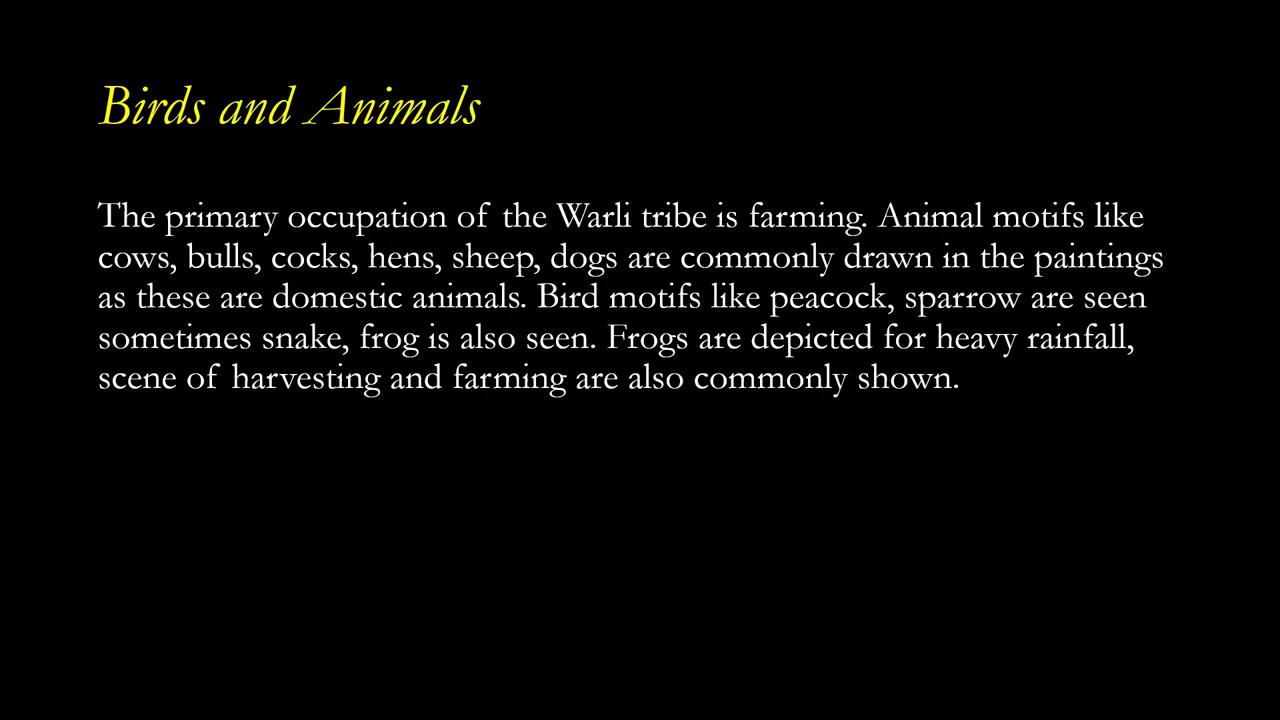 Birds and Animals
The primary occupation of the Warli tribe is farming. Animal motifs like
cows, bulls, cocks, hens, sheep, dogs are commonly drawn in the paintings
as these are domestic animals. Bird motifs like peacock, sparrow are seen
sometimes snake, frog is also seen. Frogs are depicted for heavy rainfall,
scene of harvesting and farming are also commonly shown.